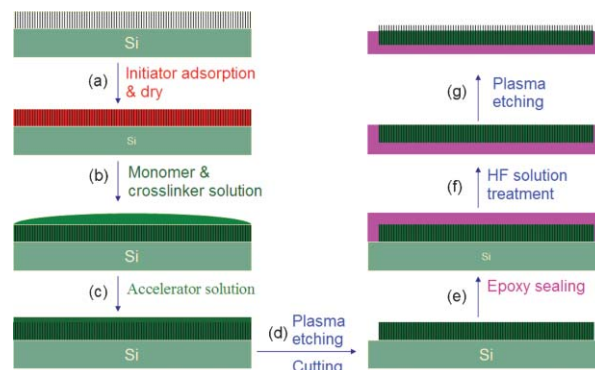 Si
(a) Initiator adsorption
& dry
Si
(b) Monomer &
crosslinker solution
Si
(c) Accelerator solution
Si
(d) Plasma
etching
Cutting
Si
(e) Epoxy sealing
Si
(f) HF solution
treatment
(g) Plasma
etching